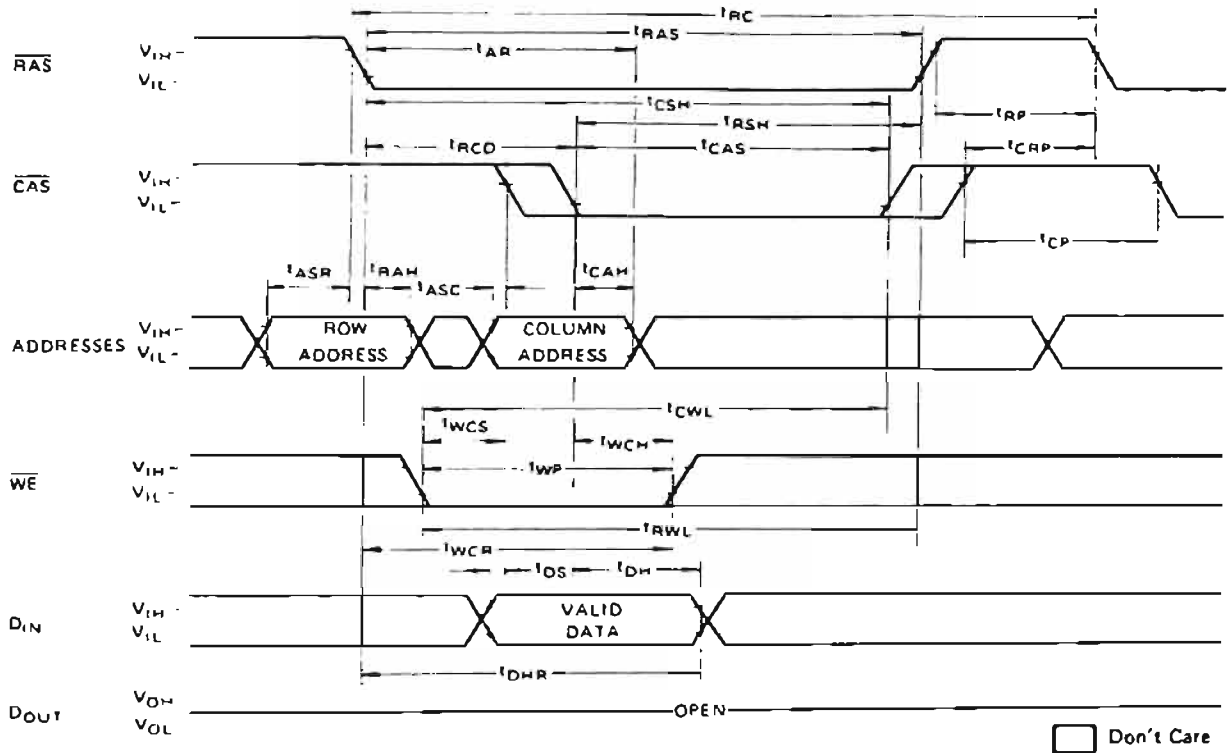 tRC
tRAS
tAR
RAS
VIH-
VIL-
tCSH
tRSH
tRP
tRCD
tCAS
tCRP
CAS
VIH-
VIL-
tCP
tASR
tRAH
tASC
tCAH
ADDRESSES
VIH-
VIL-
ROW
ADDRESS
COLUMN
ADDRESS
tCWL
tWCS
tWCH
tWP
WE
VIH-
VIL-
tRWL
tWCR
tDS
tDH
DIN
VIH-
VIL
VALID
DATA
tDHR
DOUT
VOH
VOL
OPEN
Don't Care